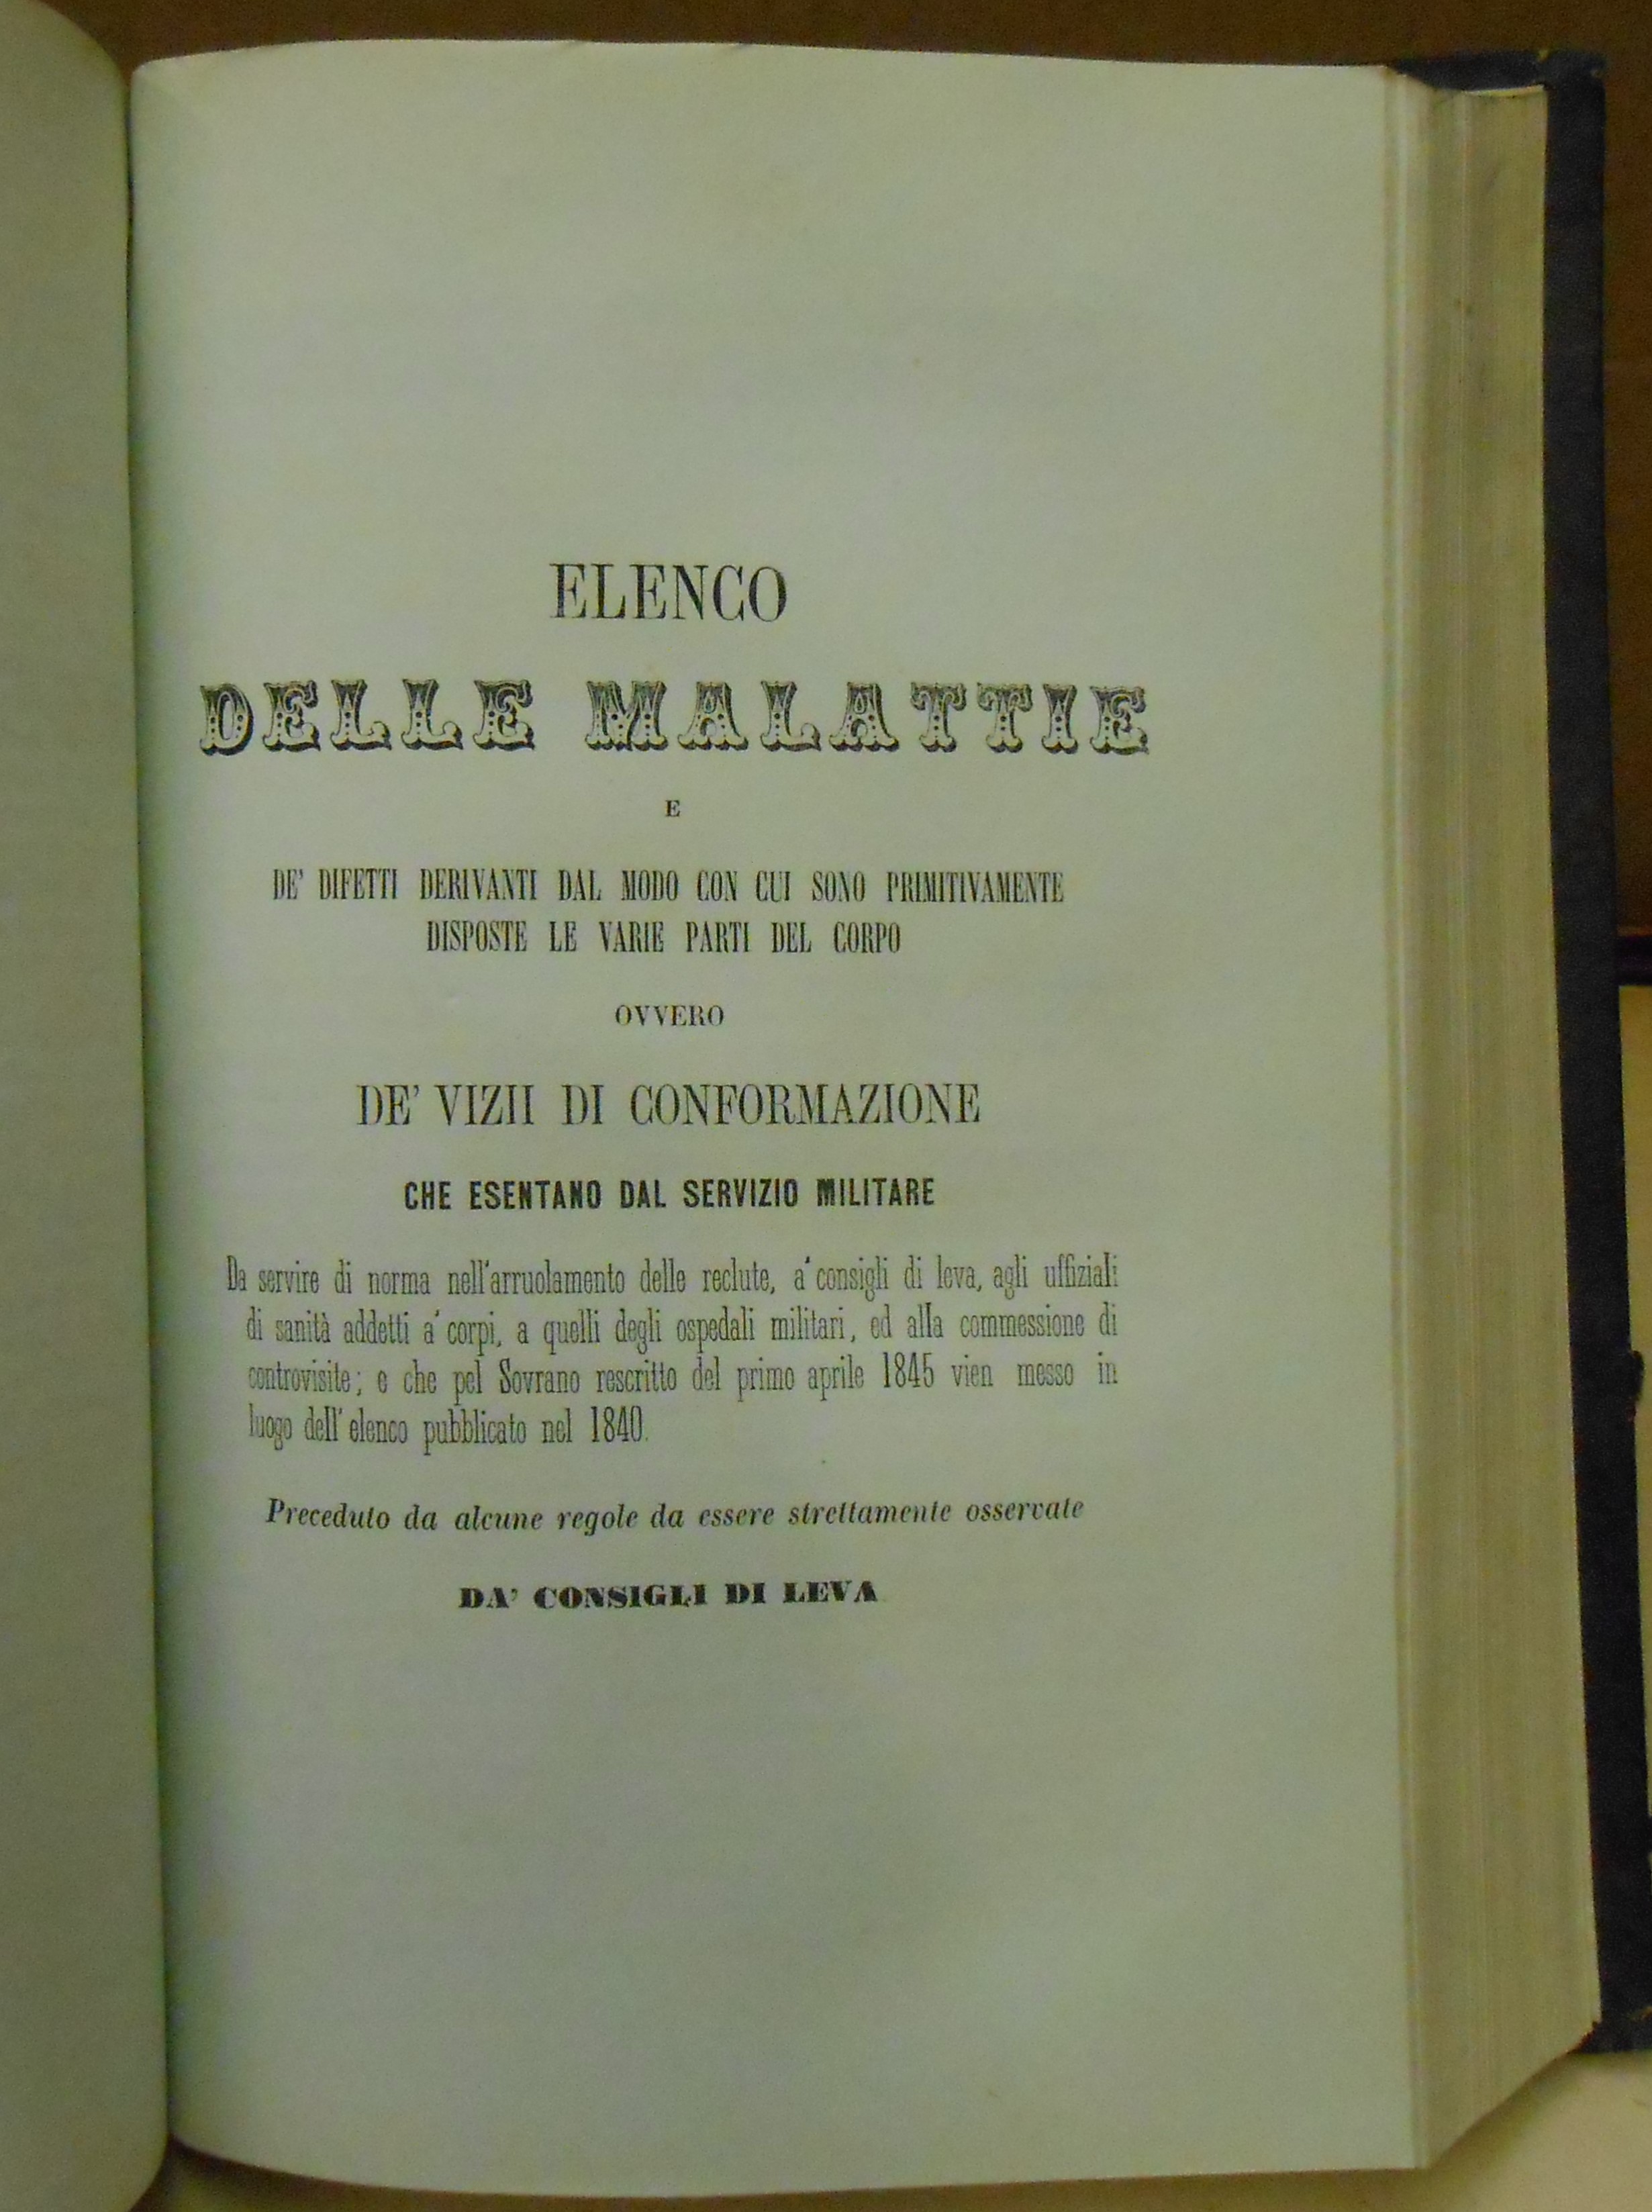 ELENCO
DELLE MALATTIE
E
DE' DIFETTI DERIVANTI DAL MODO CON CUI SONO PRIMITIVAMENTE
DISPOSTE LE VARIE PARTI DEL CORPO
OVVERO
DE' VIZII DI CONFORMAZIONE
CHE ESENTANO DAL SERVIZIO MILITARE
Da servire di norma nell'arruolamento delle reclute, a' consigli di leva, agli uffiziali
di sanità addetti a' corpi, a quelli degli ospedali militari, ed alla commessione di
controvisite; e che pel Sovrano rescritto del primo aprile 1845 vien messo in
luogo dell' elenco pubblicato nel 1840.
Preceduto da alcune regole da essere strettamente osservate
DA' CONSIGLI DI LEVA